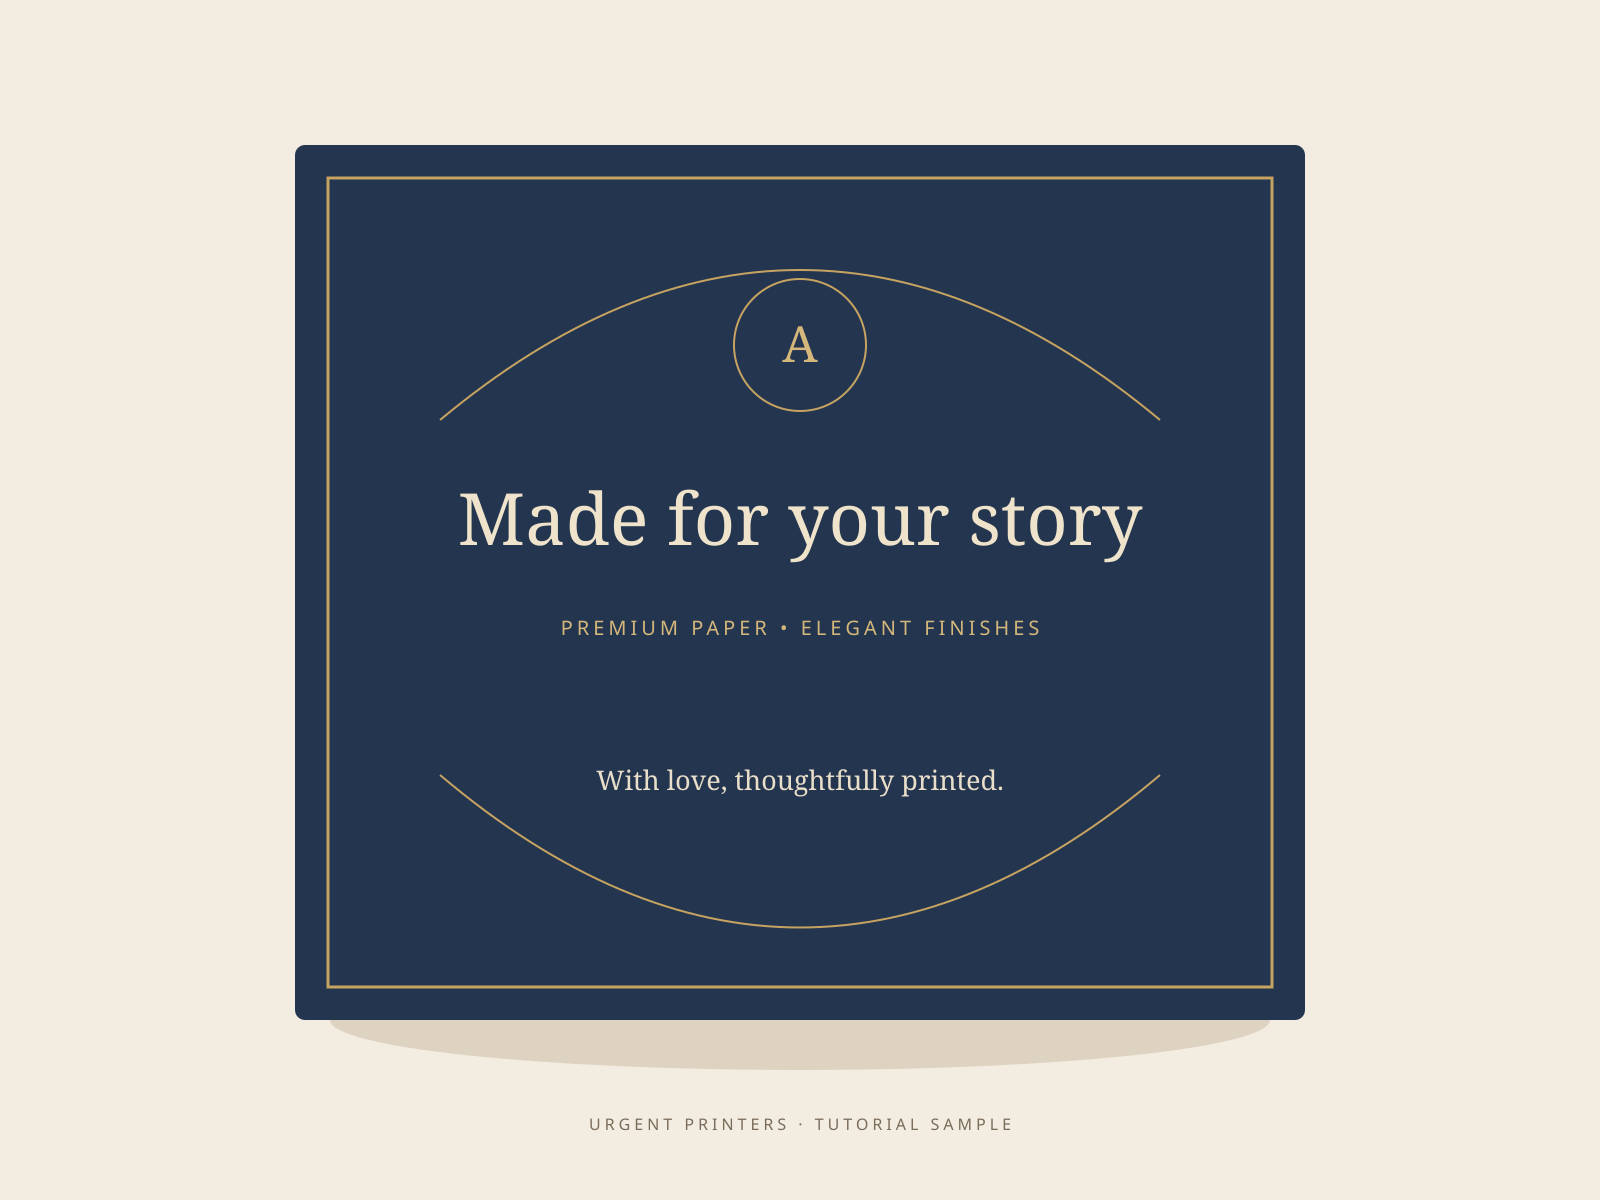 A
Made for your story
PREMIUM PAPER • ELEGANT FINISHES
With love, thoughtfully printed.
URGENT PRINTERS · TUTORIAL SAMPLE